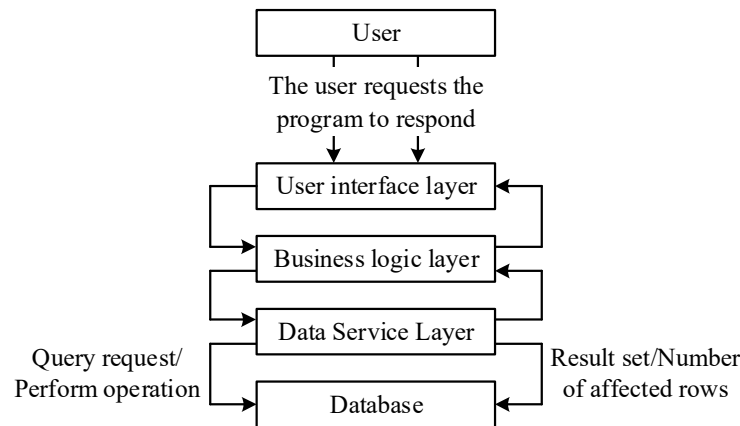 User
The user requests the
program to respond
User interface layer
Business logic layer
Data Service Layer
Query request/
Perform operation
Result set/Number
of affected rows
Database